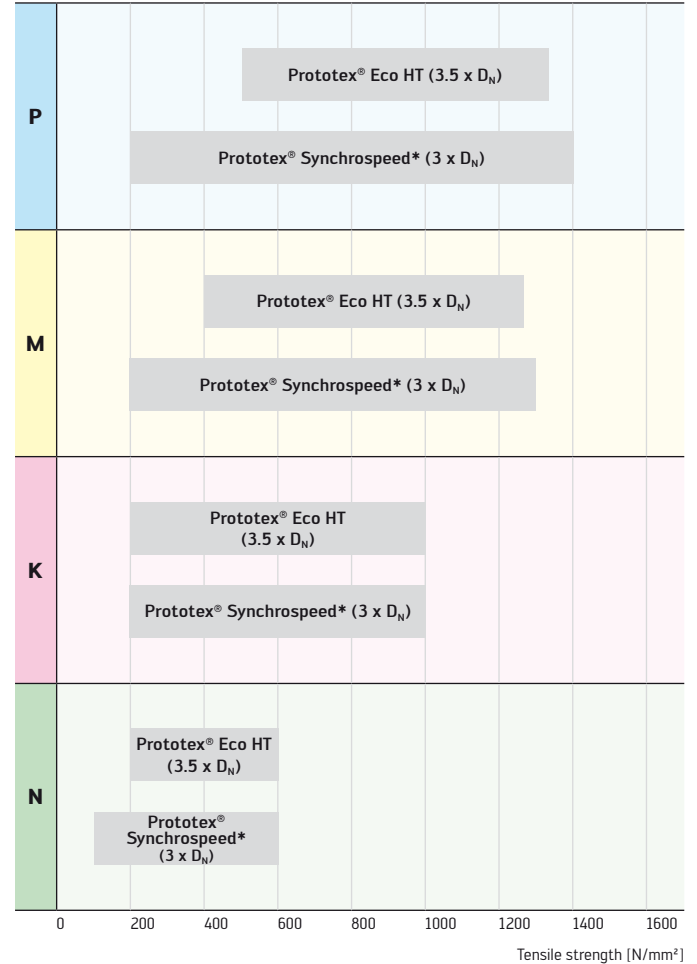 P
Prototex® Eco HT (3.5 x DN)
Prototex® Synchrospeed* (3 x DN)
M
Prototex® Eco HT (3.5 x DN)
Prototex® Synchrospeed* (3 x DN)
K
Prototex® Eco HT
(3.5 x DN)
Prototex® Synchrospeed* (3 x DN)
N
Prototex® Eco HT
(3.5 x DN)
Prototex®
Synchrospeed*
(3 x DN)
0 200 400 600 800 1000 1200 1400 1600
Tensile strength [N/mm²]